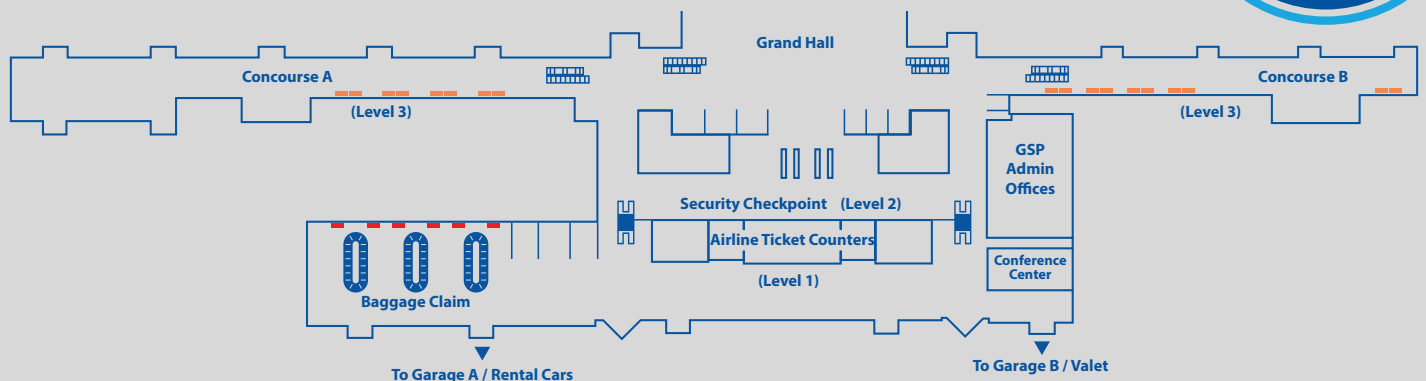 Grand Hall
Concourse A
Concourse B
(Level 3)
(Level 3)
GSP
Admin
Offices
Security Checkpoint (Level 2)
Airline Ticket Counters
(Level 1)
Conference
Center
Baggage Claim
To Garage A / Rental Cars
To Garage B / Valet